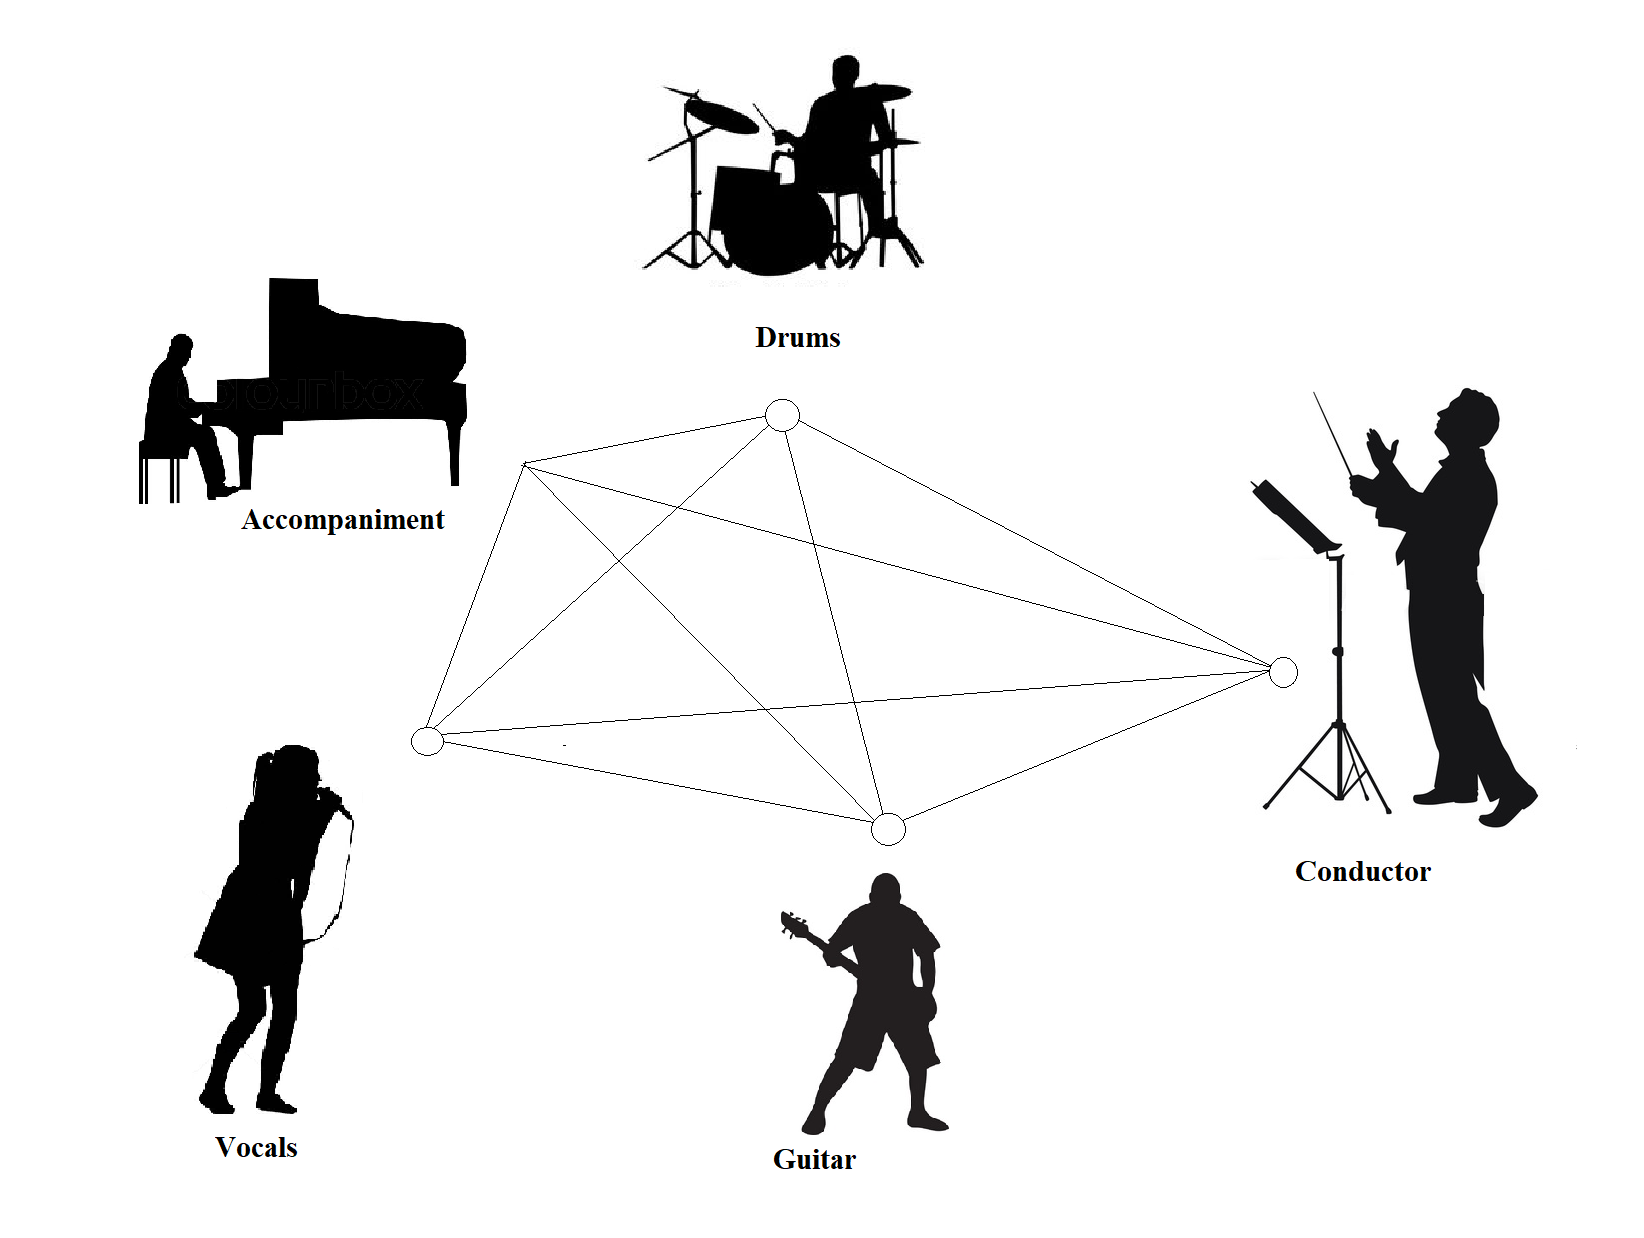 Drums
Accompaniment
Conductor
Vocals
Guitar